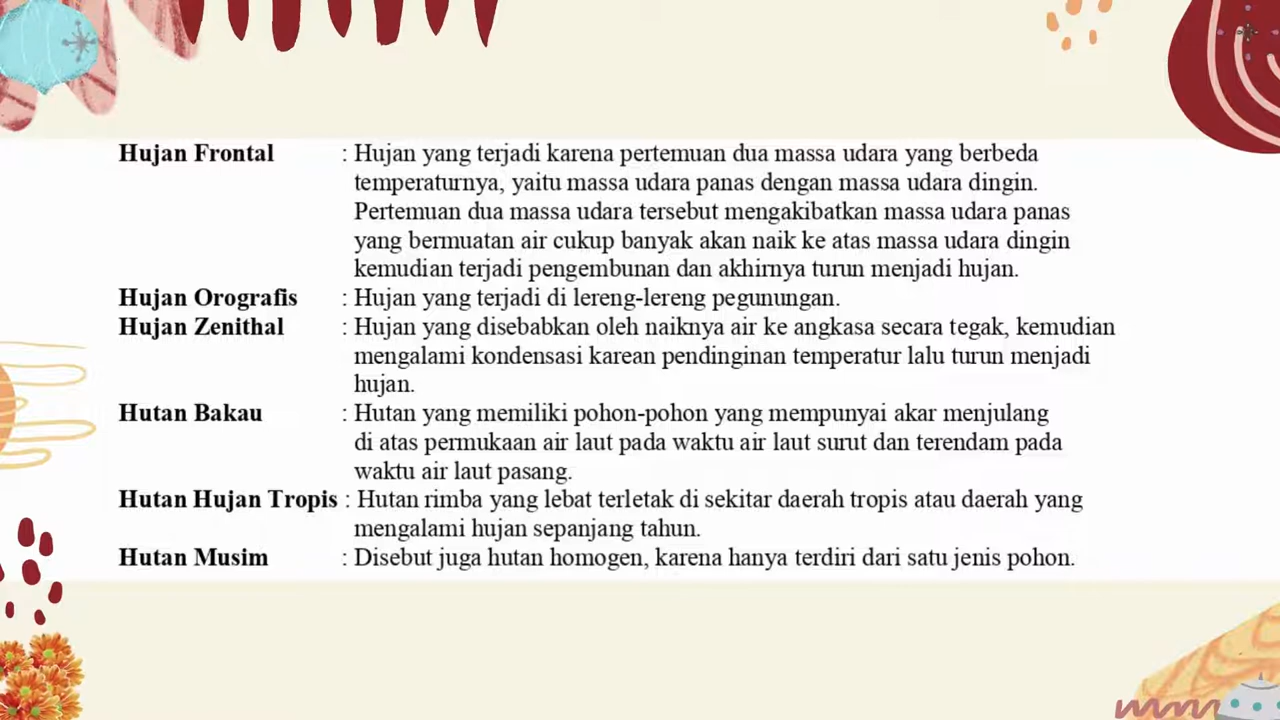 Hujan Frontal : Hujan yang terjadi karena pertemuan dua massa udara yang berbeda
temperaturnya, yaitu massa udara panas dengan massa udara dingin.
Pertemuan dua massa udara tersebut mengakibatkan massa udara panas
yang bermuatan air cukup banyak akan naik ke atas massa udara dingin
kemudian terjadi pengembunan dan akhirnya turun menjadi hujan.
Hujan Orografis : Hujan yang terjadi di lereng-lereng pegunungan.
Hujan Zenithal : Hujan yang disebabkan oleh naiknya air ke angkasa secara tegak, kemudian
mengalami kondensasi karean pendinginan temperatur lalu turun menjadi
hujan.
Hutan Bakau : Hutan yang memiliki pohon-pohon yang mempunyai akar menjulang
di atas permukaan air laut pada waktu air laut surut dan terendam pada
waktu air laut pasang.
Hutan Hujan Tropis : Hutan rimba yang lebat terletak di sekitar daerah tropis atau daerah yang
mengalami hujan sepanjang tahun.
Hutan Musim : Disebut juga hutan homogen, karena hanya terdiri dari satu jenis pohon.